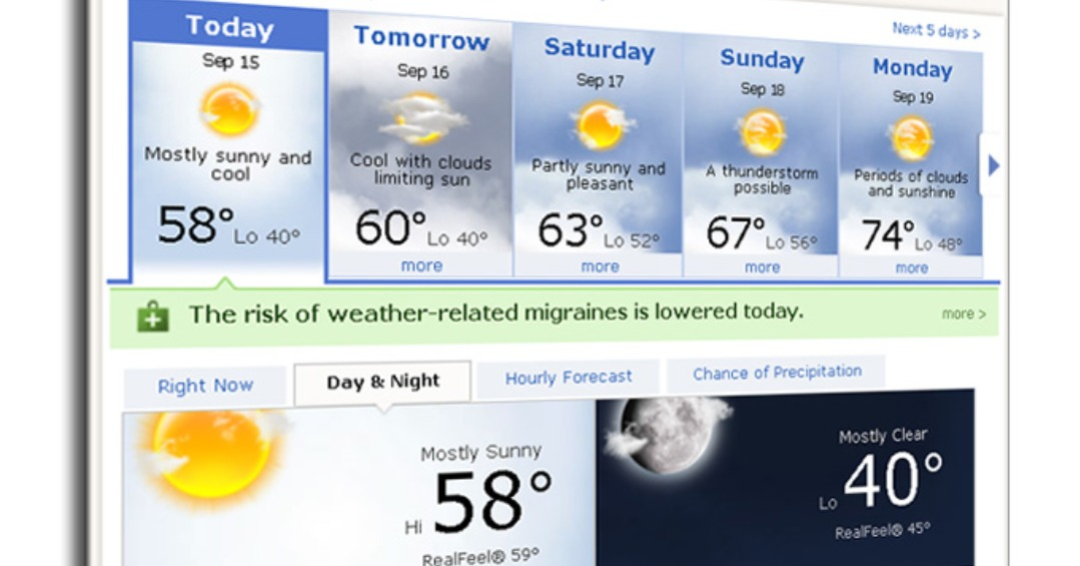 Today
Sep 15
Mostly sunny and
cool
58° Lo 40°
Tomorrow
Sep 16
Cool with clouds
limiting sun
60° Lo 40°
more
Saturday
Sep 17
Partly sunny and
pleasant
63° Lo 52°
more
Sunday
Sep 18
A thunderstorm
possible
67° Lo 56°
more
Next 5 days >
Monday
Sep 19
Periods of clouds
and sunshine
74° Lo 48°
more
The risk of weather-related migraines is lowered today.
more >
Right Now
Day & Night
Hourly Forecast
Chance of Precipitation
Mostly Sunny
Hi 58°
RealFeel® 59°
Mostly Clear
Lo 40°
RealFeel® 45°